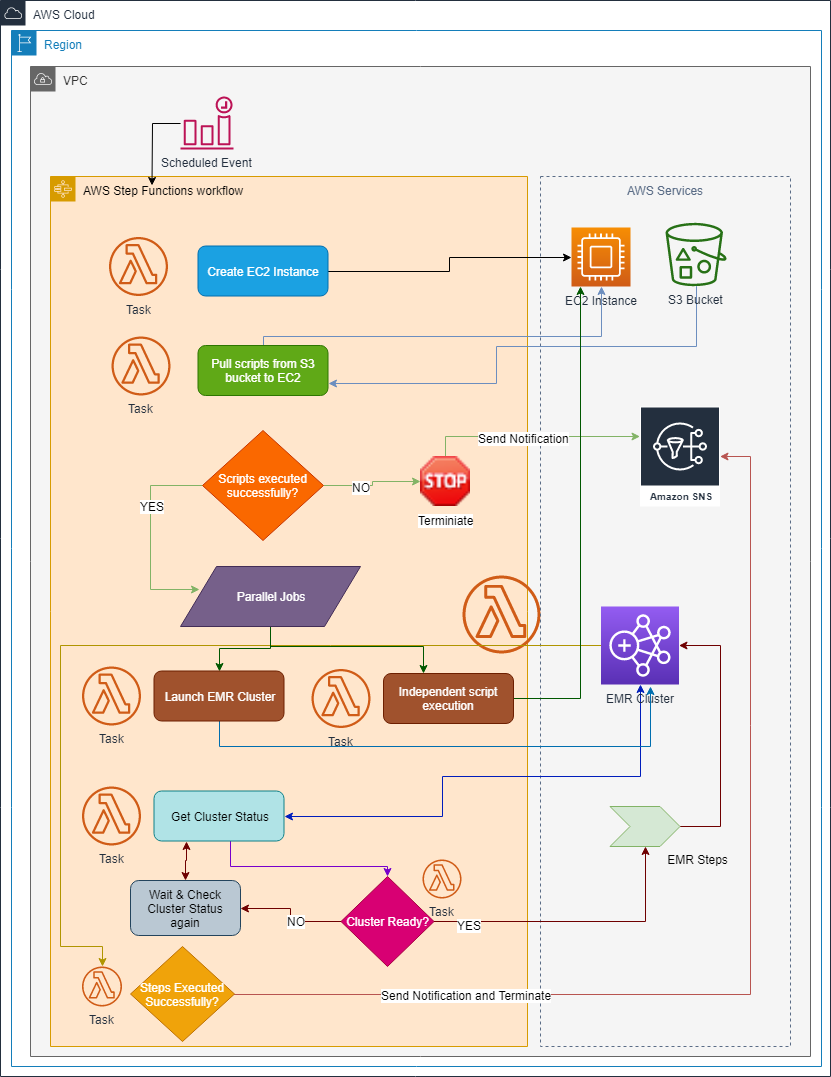 AWS Cloud
Region
VPC
Scheduled Event
AWS Step Functions workflow
AWS Services
Create EC2 Instance
Task
EC2 Instance
S3 Bucket
Pull scripts from S3
bucket to EC2
Task
Send Notification
Scripts executed
successfully?
NO
STOP
Terminiate
Amazon SNS
YES
Parallel Jobs
Launch EMR Cluster
Task
Independent script
execution
Task
EMR Cluster
Get Cluster Status
Task
EMR Steps
Wait & Check
Cluster Status
again
NO
Cluster Ready?
Task
YES
Steps Executed
Successfully?
Task
Send Notification and Terminate